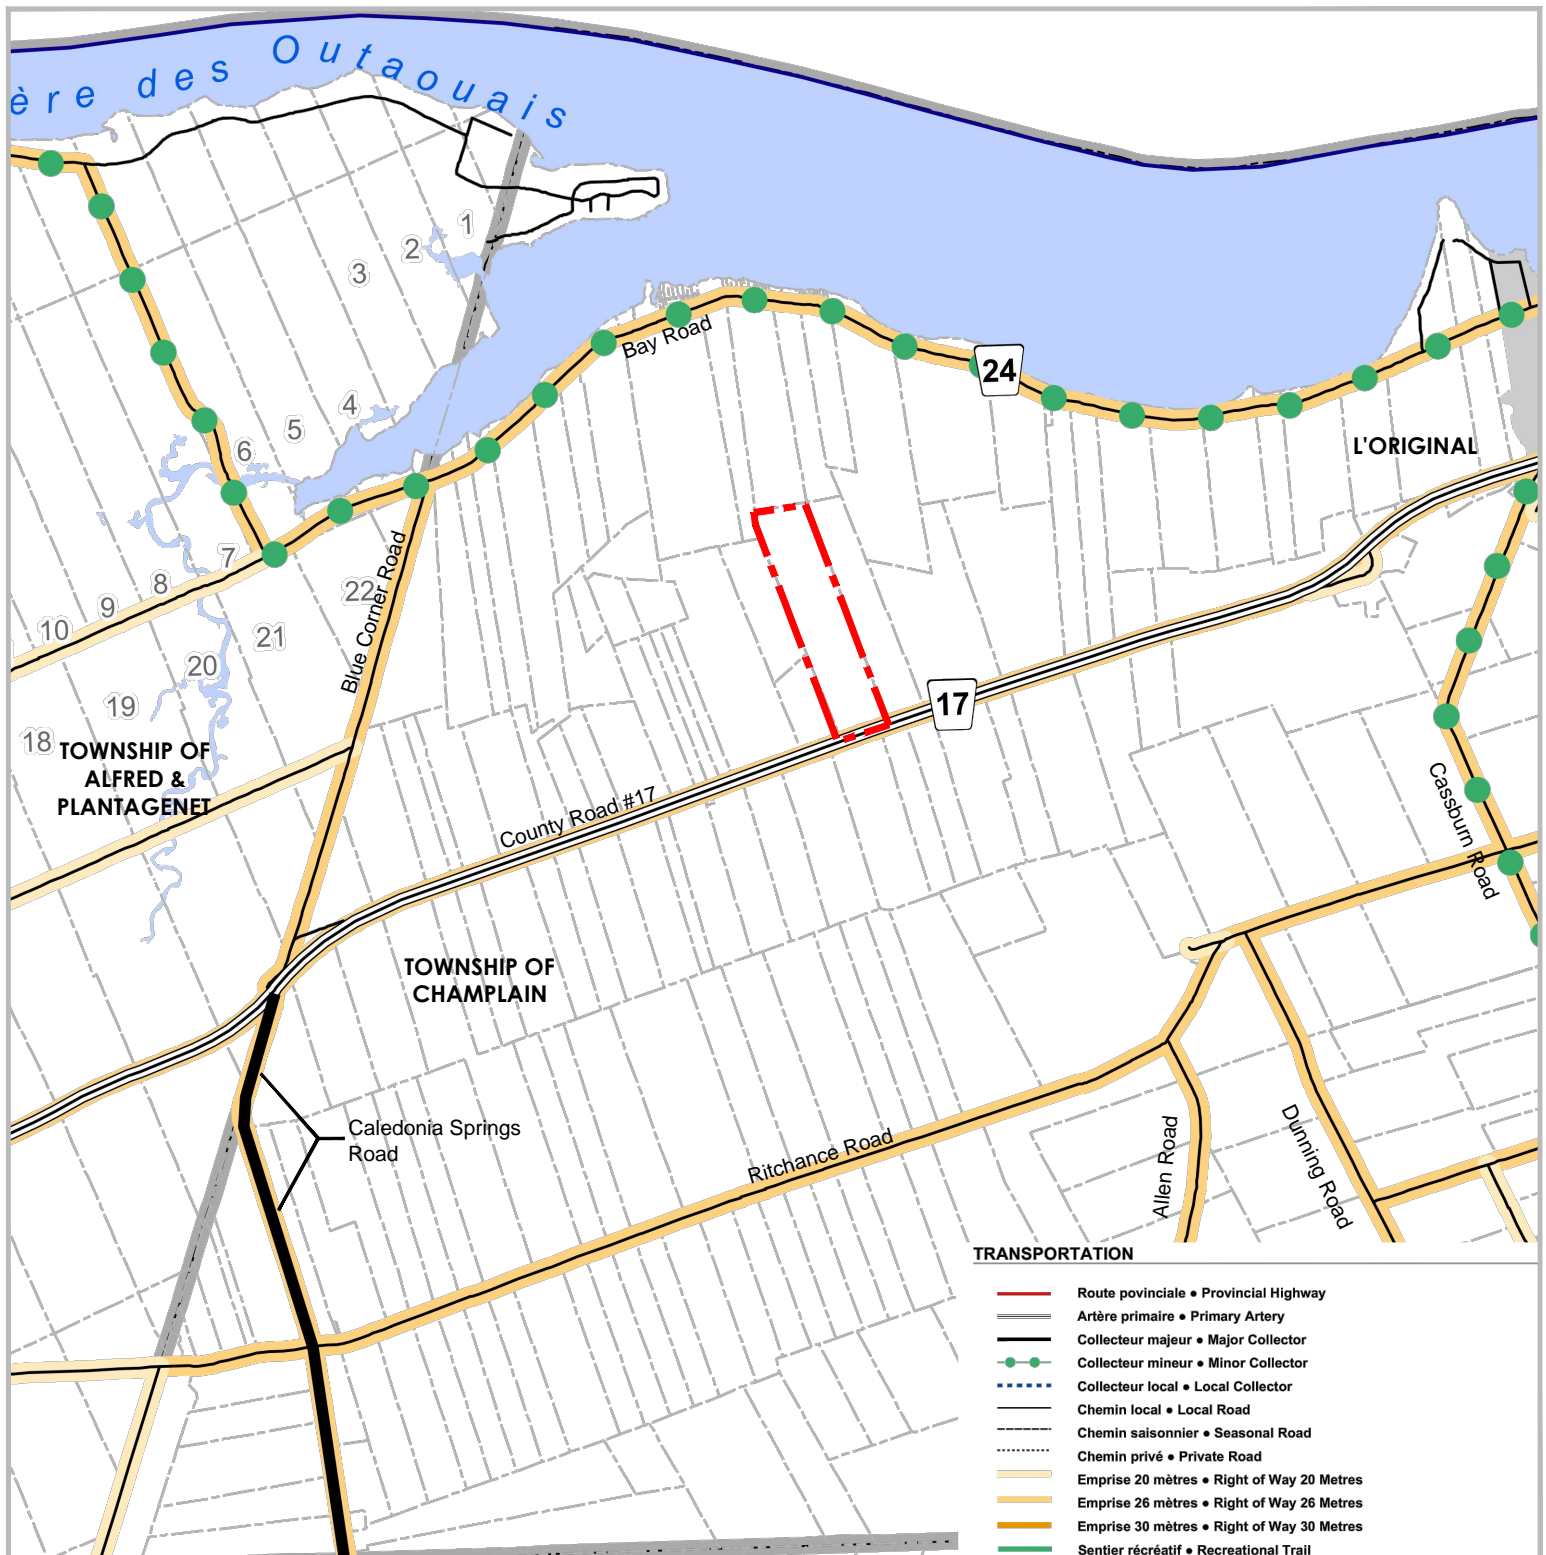 ère des Outaouais
1
2
3
4
5
6
7
8
9
10
18
19
20
21
22
Bay Road
24
L'ORIGINAL
Blue Corner Road
17
TOWNSHIP OF
ALFRED &
PLANTAGENET
County Road #17
Cassburn Road
TOWNSHIP OF
CHAMPLAIN
Caledonia Springs
Road
Ritchance Road
Allen Road
Dunning Road
TRANSPORTATION
Route povinciale ● Provincial Highway
Artère primaire ● Primary Artery
Collecteur majeur ● Major Collector
Collecteur mineur ● Minor Collector
Collecteur local ● Local Collector
Chemin local ● Local Road
Chemin saisonnier ● Seasonal Road
Chemin privé ● Private Road
Emprise 20 mètres ● Right of Way 20 Metres
Emprise 26 mètres ● Right of Way 26 Metres
Emprise 30 mètres ● Right of Way 30 Metres
Sentier récréatif ● Recreational Trail